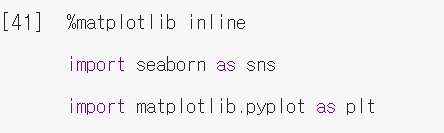 [41] %matplotlib inline
import seaborn as sns
import matplotlib.pyplot as plt